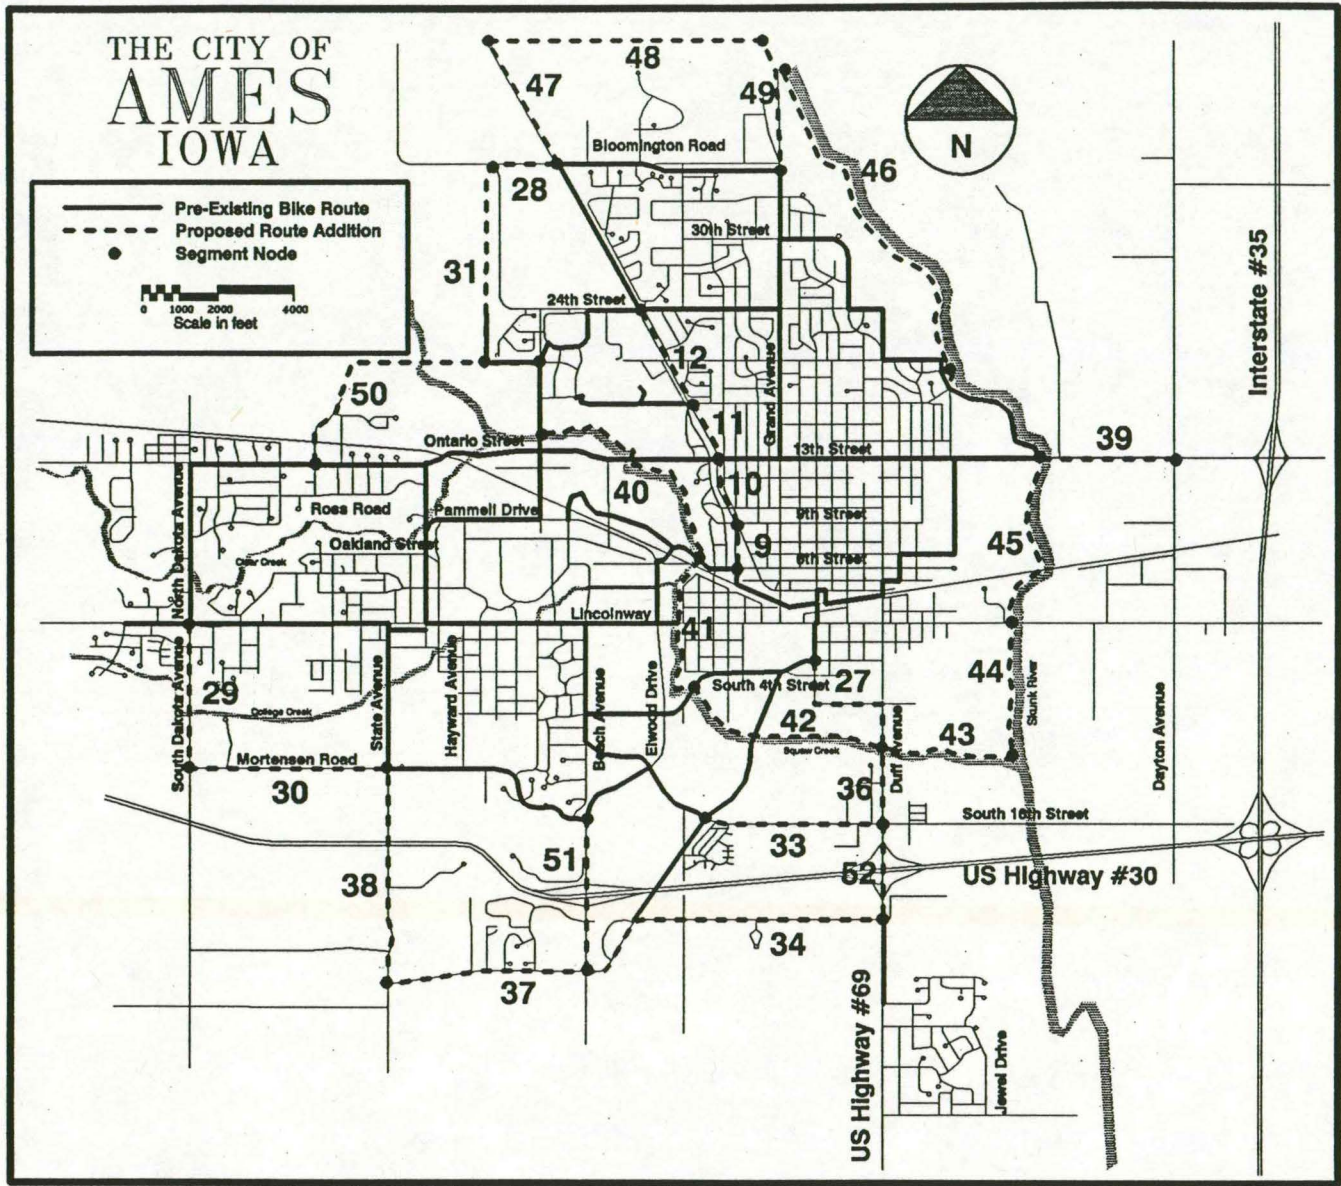 THE CITY OF
AMES
IOWA
Pre-Existing Bike Route
Proposed Route Addition
Segment Node
0 1000 2000 4000
Scale in feet
N
48
47
49
Bloomington Road
28
46
30th Street
31
Interstate #35
24th Street
12
50
Grand Avenue
11
Ontario Street
13th Street
39
40
10
Ross Road
Pammell Drive
9th Street
North Dakota Avenue
Oakland Street
9
6th Street
45
Clear Creek
Lincolnway
41
44
29
South Dakota Avenue
State Avenue
Hayward Avenue
Beach Avenue
Elwood Drive
South 4th Street
27
Skunk River
College Creek
42
43
Squaw Creek
Duff Avenue
Dayton Avenue
Mortensen Road
30
36
South 16th Street
33
51
52
US Highway #30
38
34
37
US Highway #69
Jewel Drive